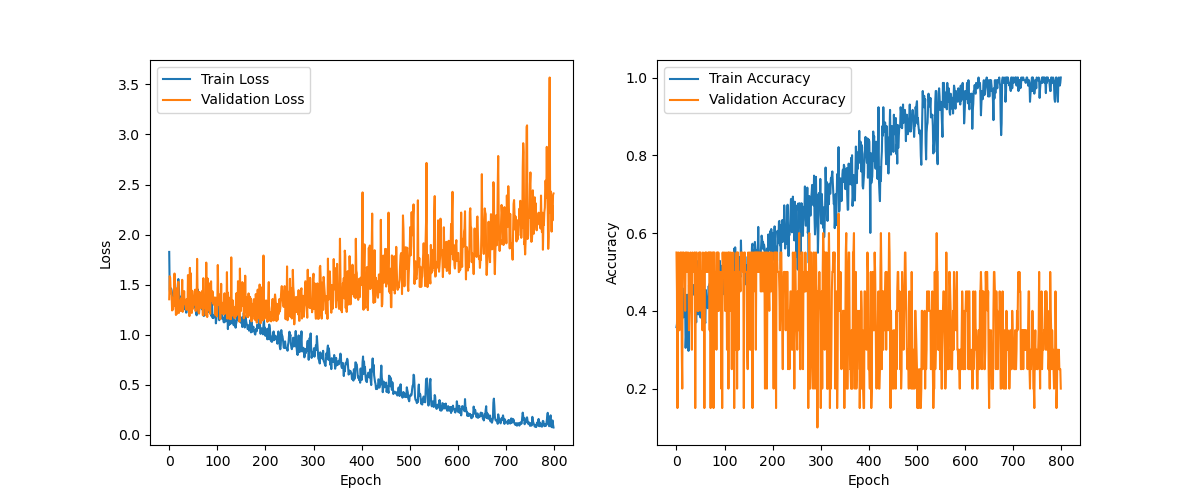 Train Loss
Validation Loss
3.5
3.0
2.5
2.0
1.5
1.0
0.5
0.0
Loss
0 100 200 300 400 500 600 700 800
Epoch
Train Accuracy
Validation Accuracy
1.0
0.8
0.6
0.4
0.2
Accuracy
0 100 200 300 400 500 600 700 800
Epoch